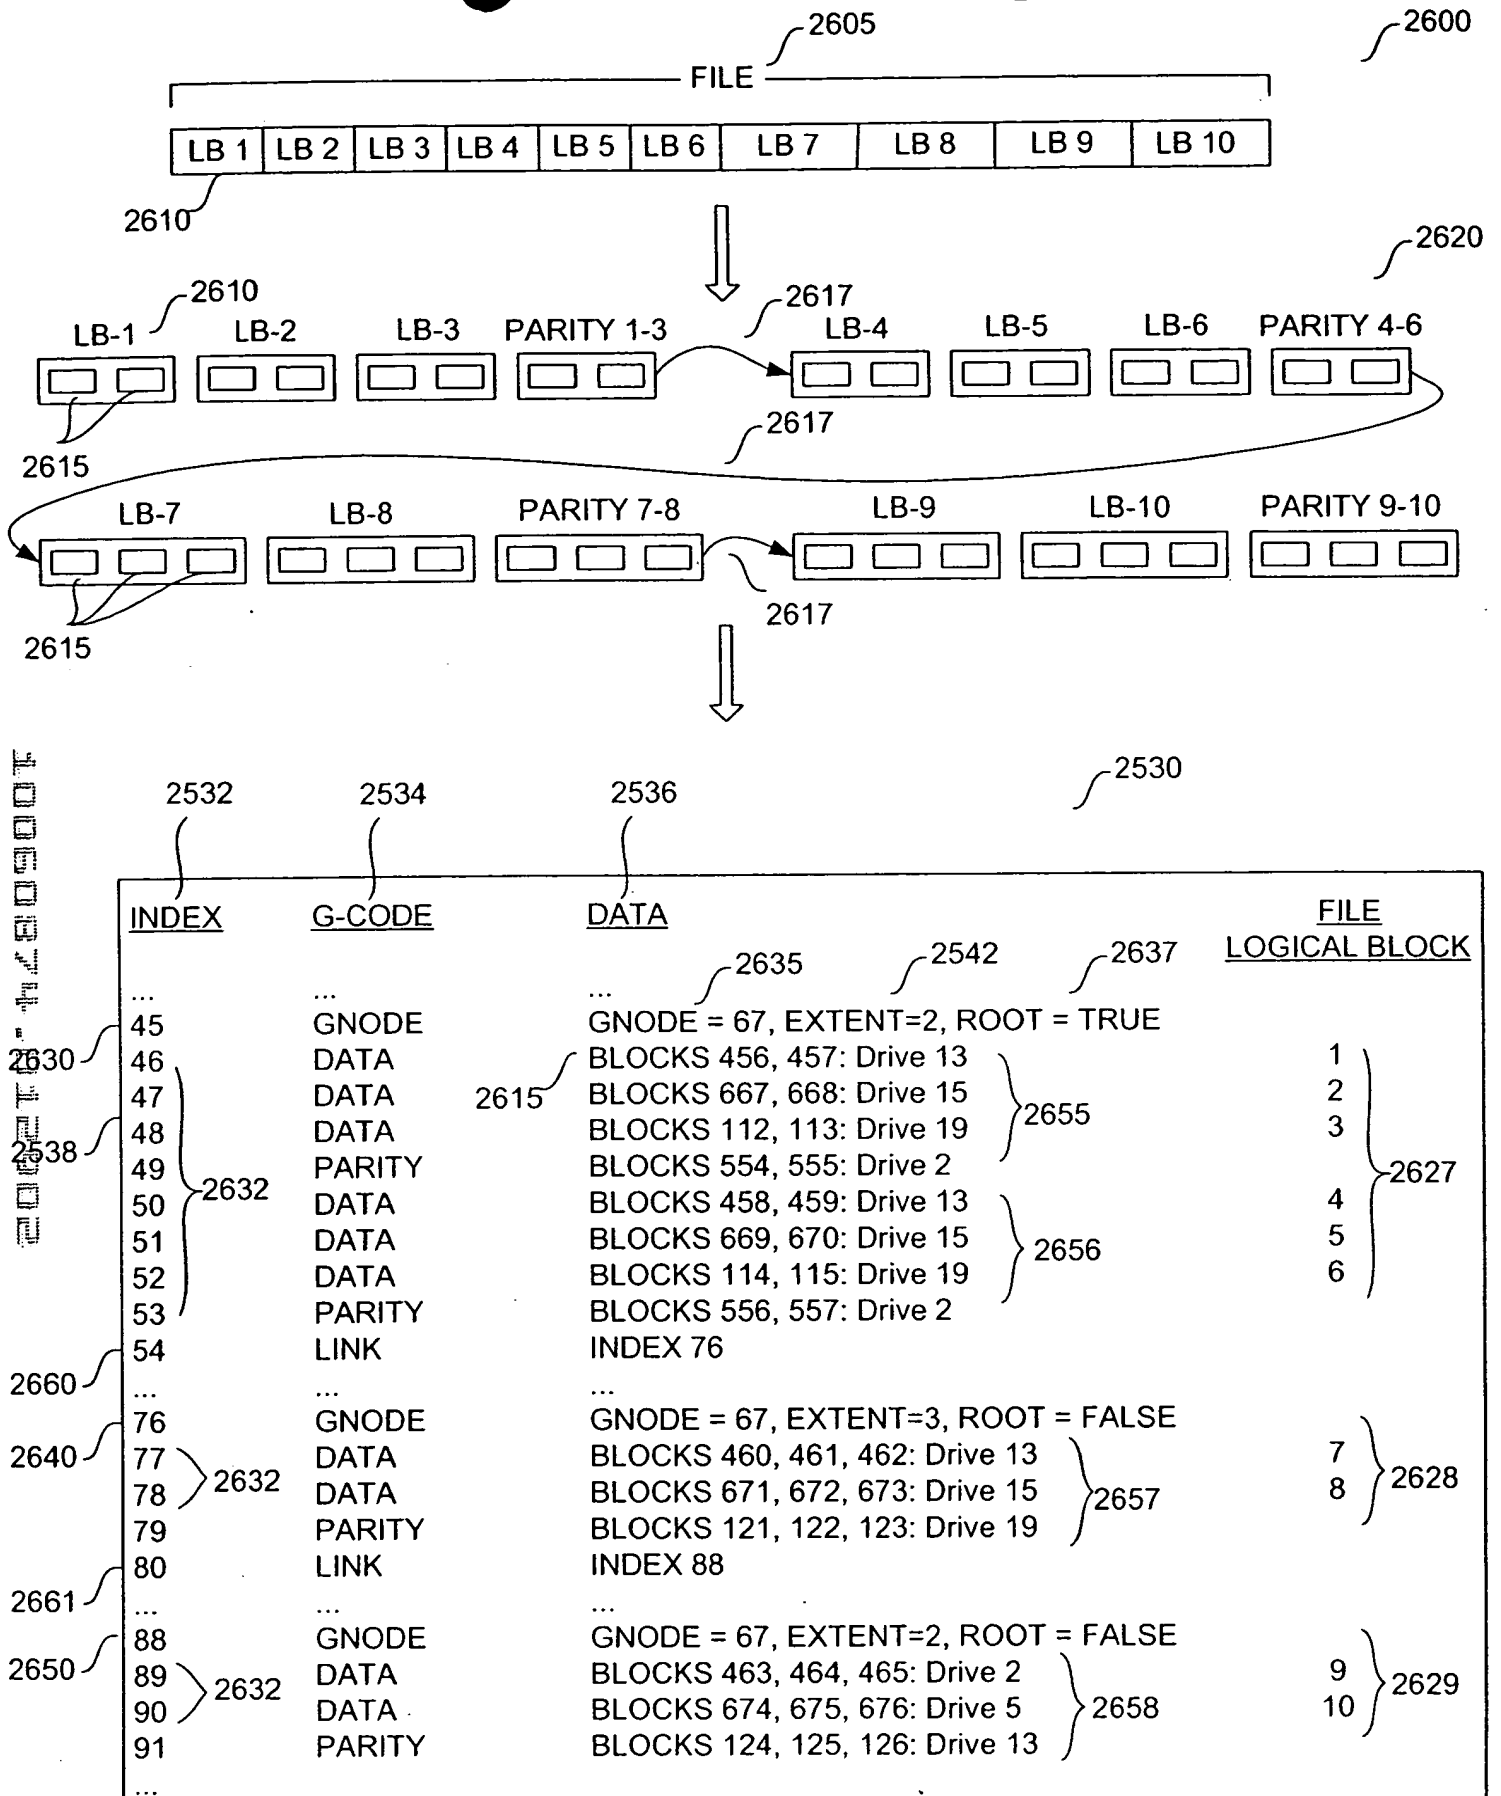 2605
2600
FILE
LB 1 LB 2 LB 3 LB 4 LB 5 LB 6 LB 7 LB 8 LB 9 LB 10
2610
2620
2610
2617
LB-1 LB-2 LB-3 PARITY 1-3 LB-4 LB-5 LB-6 PARITY 4-6
2617
2615
LB-7 LB-8 PARITY 7-8 LB-9 LB-10 PARITY 9-10
2617
2615
2530
2532 2534 2536
INDEX G-CODE DATA FILE
LOGICAL BLOCK
2635 2542 2637
... ... ...
45 GNODE GNODE = 67, EXTENT=2, ROOT = TRUE
2630
46 DATA BLOCKS 456, 457: Drive 13 1
47 DATA 2615 BLOCKS 667, 668: Drive 15 2
2655
48 DATA BLOCKS 112, 113: Drive 19 3
2538
49 PARITY BLOCKS 554, 555: Drive 2
2632 2627
50 DATA BLOCKS 458, 459: Drive 13 4
51 DATA BLOCKS 669, 670: Drive 15 5
2656
52 DATA BLOCKS 114, 115: Drive 19 6
53 PARITY BLOCKS 556, 557: Drive 2
54 LINK INDEX 76
2660
... ... ...
76 GNODE GNODE = 67, EXTENT=3, ROOT = FALSE
2640
77 DATA BLOCKS 460, 461, 462: Drive 13 7
2632 2628
78 DATA BLOCKS 671, 672, 673: Drive 15 8
2657
79 PARITY BLOCKS 121, 122, 123: Drive 19
80 LINK INDEX 88
2661
... ... ...
88 GNODE GNODE = 67, EXTENT=2, ROOT = FALSE
2650
89 DATA BLOCKS 463, 464, 465: Drive 2 9
2632 2629
90 DATA BLOCKS 674, 675, 676: Drive 5 10
2658
91 PARITY BLOCKS 124, 125, 126: Drive 13
...